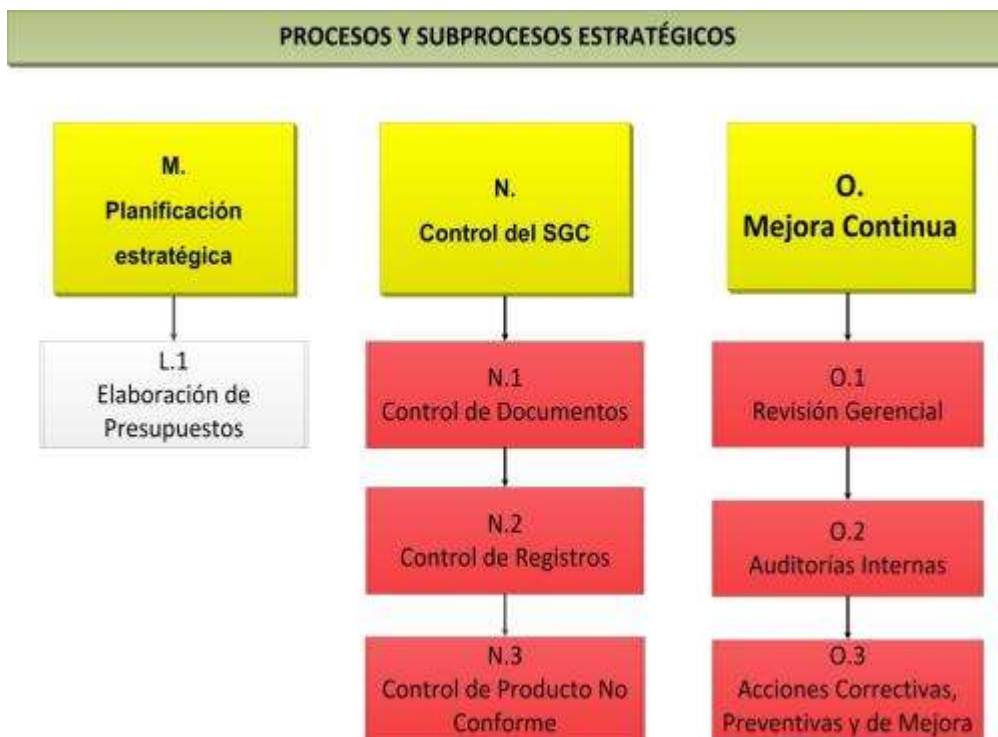 PROCESOS Y SUBPROCESOS ESTRATÉGICOS
M.
Planificación
estratégica
L.1
Elaboración de
Presupuestos
N.
Control del SGC
N.1
Control de Documentos
N.2
Control de Registros
N.3
Control de Producto No
Conforme
O.
Mejora Continua
O.1
Revisión Gerencial
O.2
Auditorías Internas
O.3
Acciones Correctivas,
Preventivas y de Mejora